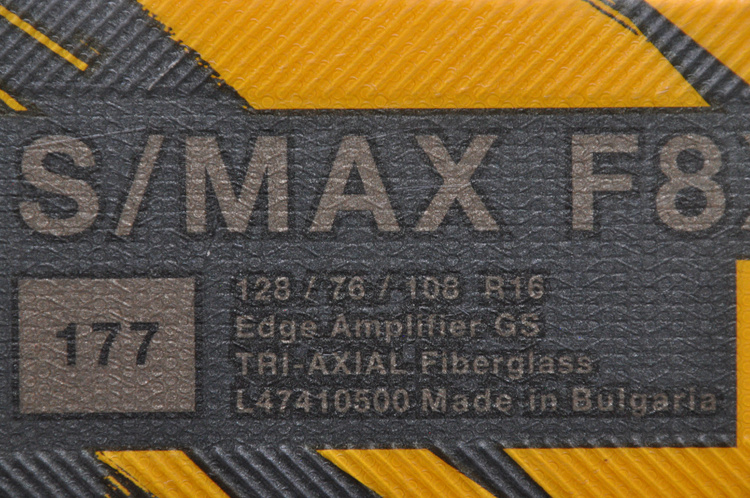 S/MAX F8
177
128 / 76 / 108 R16
Edge Amplifier GS
TRI-AXIAL Fiberglass
L47410500 Made in Bulgaria